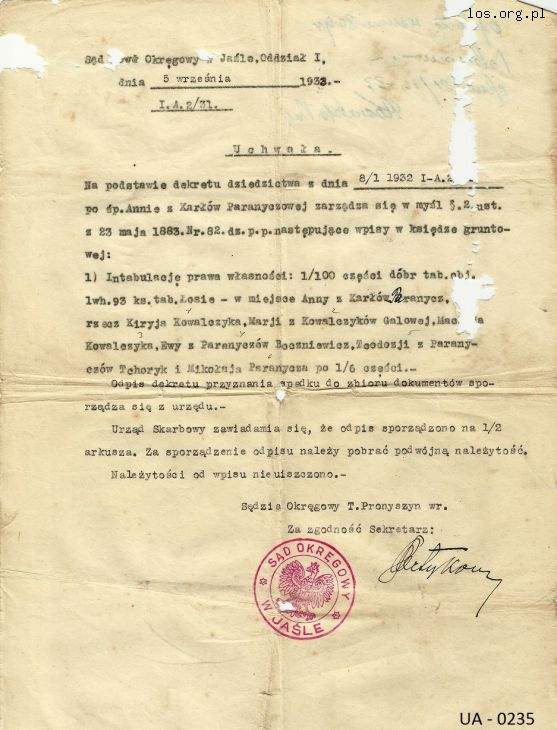 los.org.pl
Okręgowy w Jaśle, Oddział I,
dnia 5 września 1933.-
I.A.2/31.
Uchwała.
Na podstawie dekretu dziedzictwa z dnia 8/1 1932 I-A.2
po śp. Annie z Karłów Paranyczowej zarządza się w myśl §.2 ust.
z 23 maja 1883.Nr.82.dz.p.p.następujące wpisy w księdze grunto-
wej:
1) Intabulację prawa własności: 1/100 części dóbr tab.obj.
lwh.93 ks.tab.Łosie - w miejsce Anny z Karłów Paranycz,
rzecz Kiryja Kowalczyka, Marji z Kowalczyków Galowej,
Kowalczyka, Ewy z Paranyczów Boczniewicz, Teodozji z Parany-
czów Tchoryk i Mikołaja Paranycza po 1/6 części.-
Odpis dekretu przyznania spadku do zbioru dokumentów spo-
rządza się z urzędu.-
Urząd Skarbowy zawiadamia się, że odpis sporządzono na 1/2
arkusza. Za sporządzenie odpisu należy pobrać podwójną należytość.
Należytości od wpisu nieuiszczono.-
Sędzia Okręgowy T.Pronyszyn wr.
Za zgodność Sekretarz:
SĄD OKRĘGOWY
W JAŚLE
UA - 0235